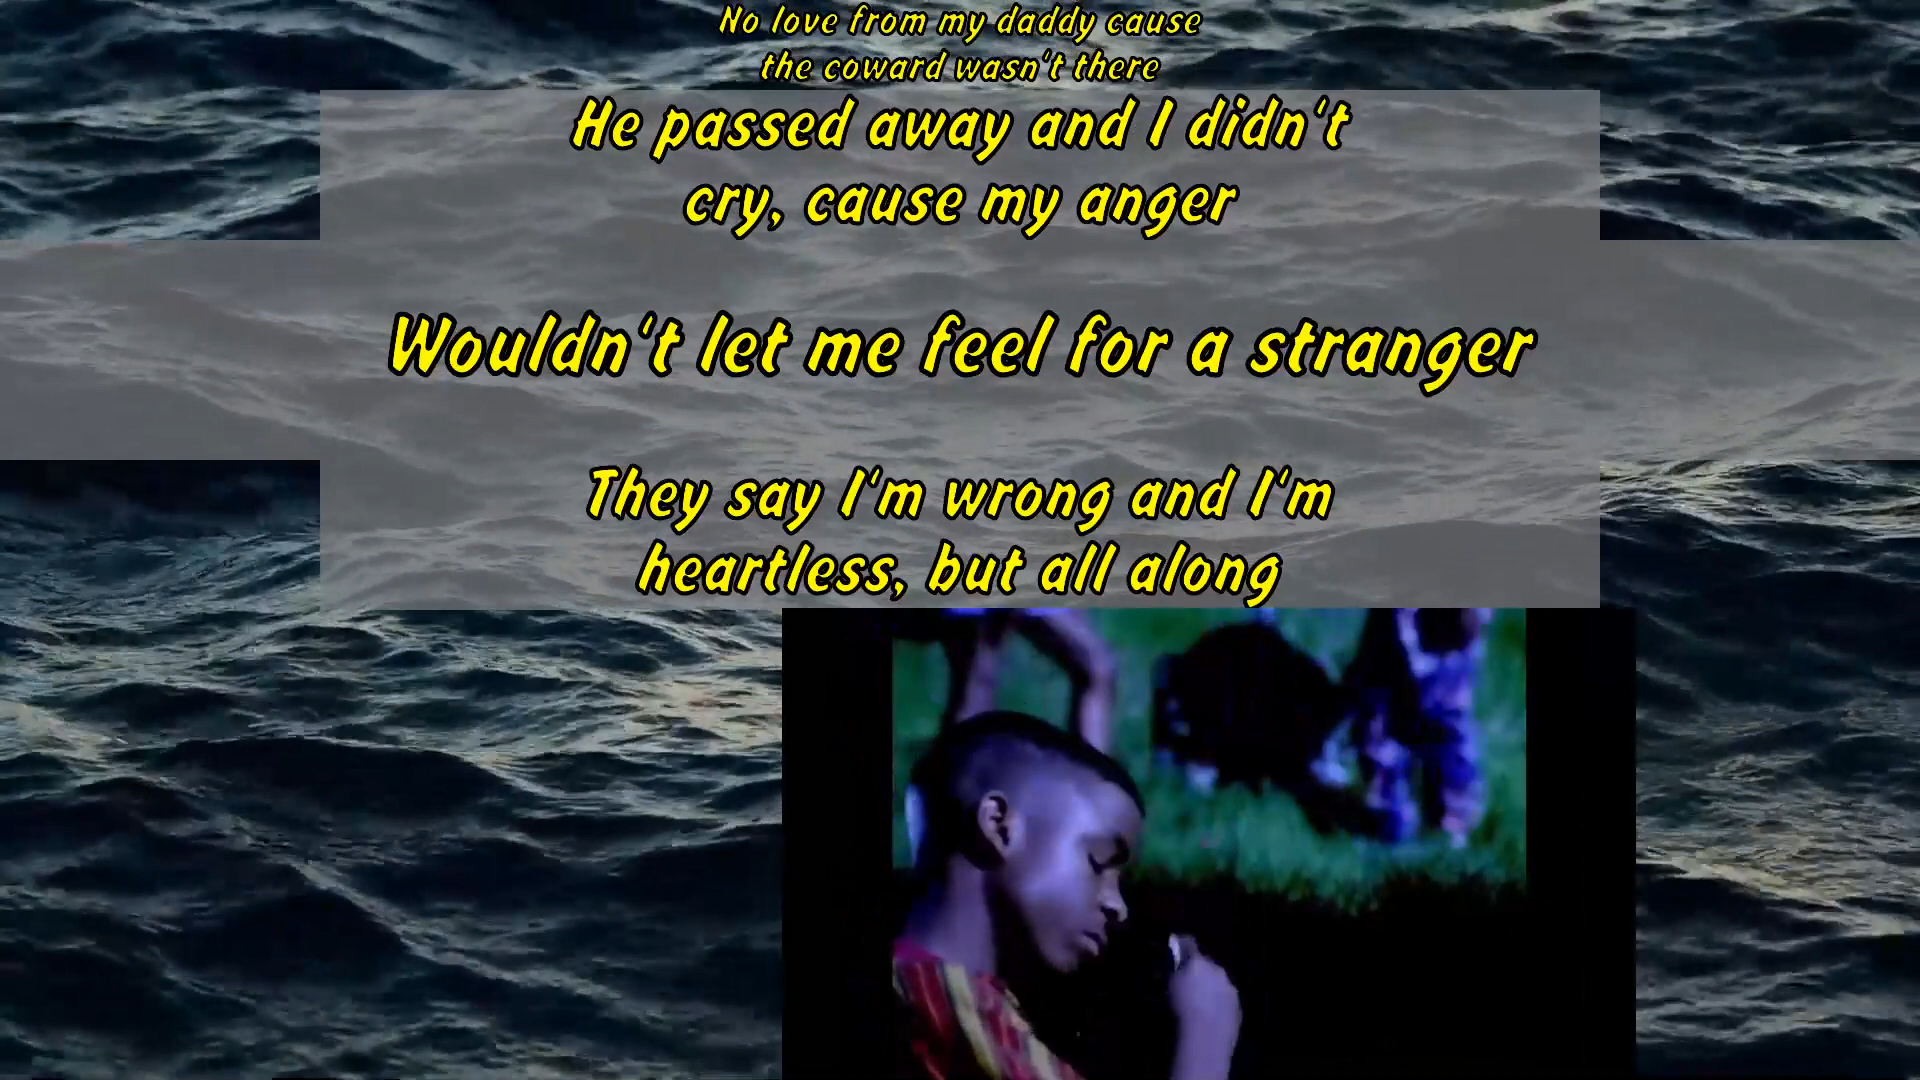 No love from my daddy cause
the coward wasn't there
He passed away and I didn't
cry, cause my anger
Wouldn't let me feel for a stranger
They say I'm wrong and I'm
heartless, but all along